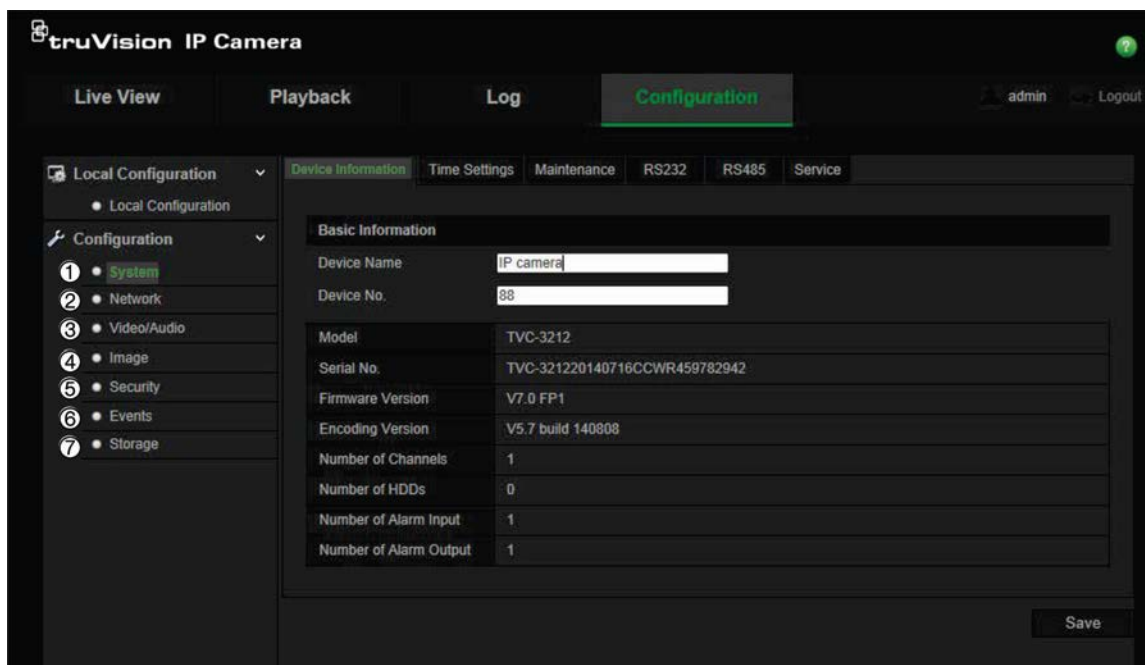 truVision IP Camera
?
Live View Playback Log Configuration admin Logout
Local Configuration
Local Configuration
Configuration
1 System
2 Network
3 Video/Audio
4 Image
5 Security
6 Events
7 Storage
Device Information Time Settings Maintenance RS232 RS485 Service
Basic Information
Device Name IP camera
Device No. 88
Model TVC-3212
Serial No. TVC-321220140716CCWR459782942
Firmware Version V7.0 FP1
Encoding Version V5.7 build 140808
Number of Channels 1
Number of HDDs 0
Number of Alarm Input 1
Number of Alarm Output 1
Save